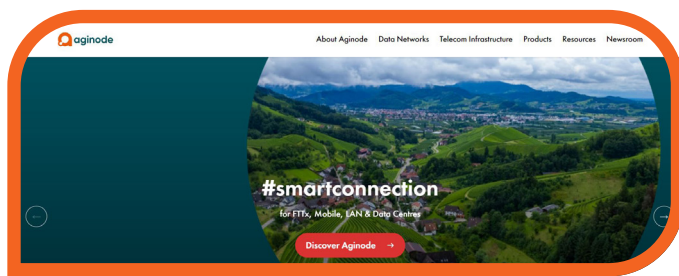 aginode
About Aginode Data Networks Telecom Infrastructure Products Resources Newsroom
#smartconnection
for FTTx, Mobile, LAN & Data Centres
Discover Aginode →